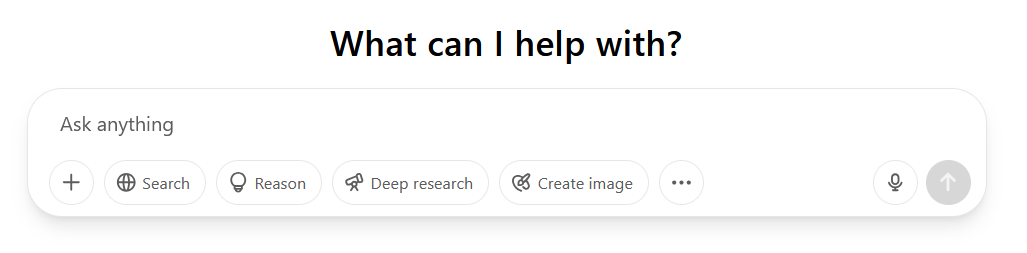 What can I help with?
Ask anything
Search Reason Deep research Create image